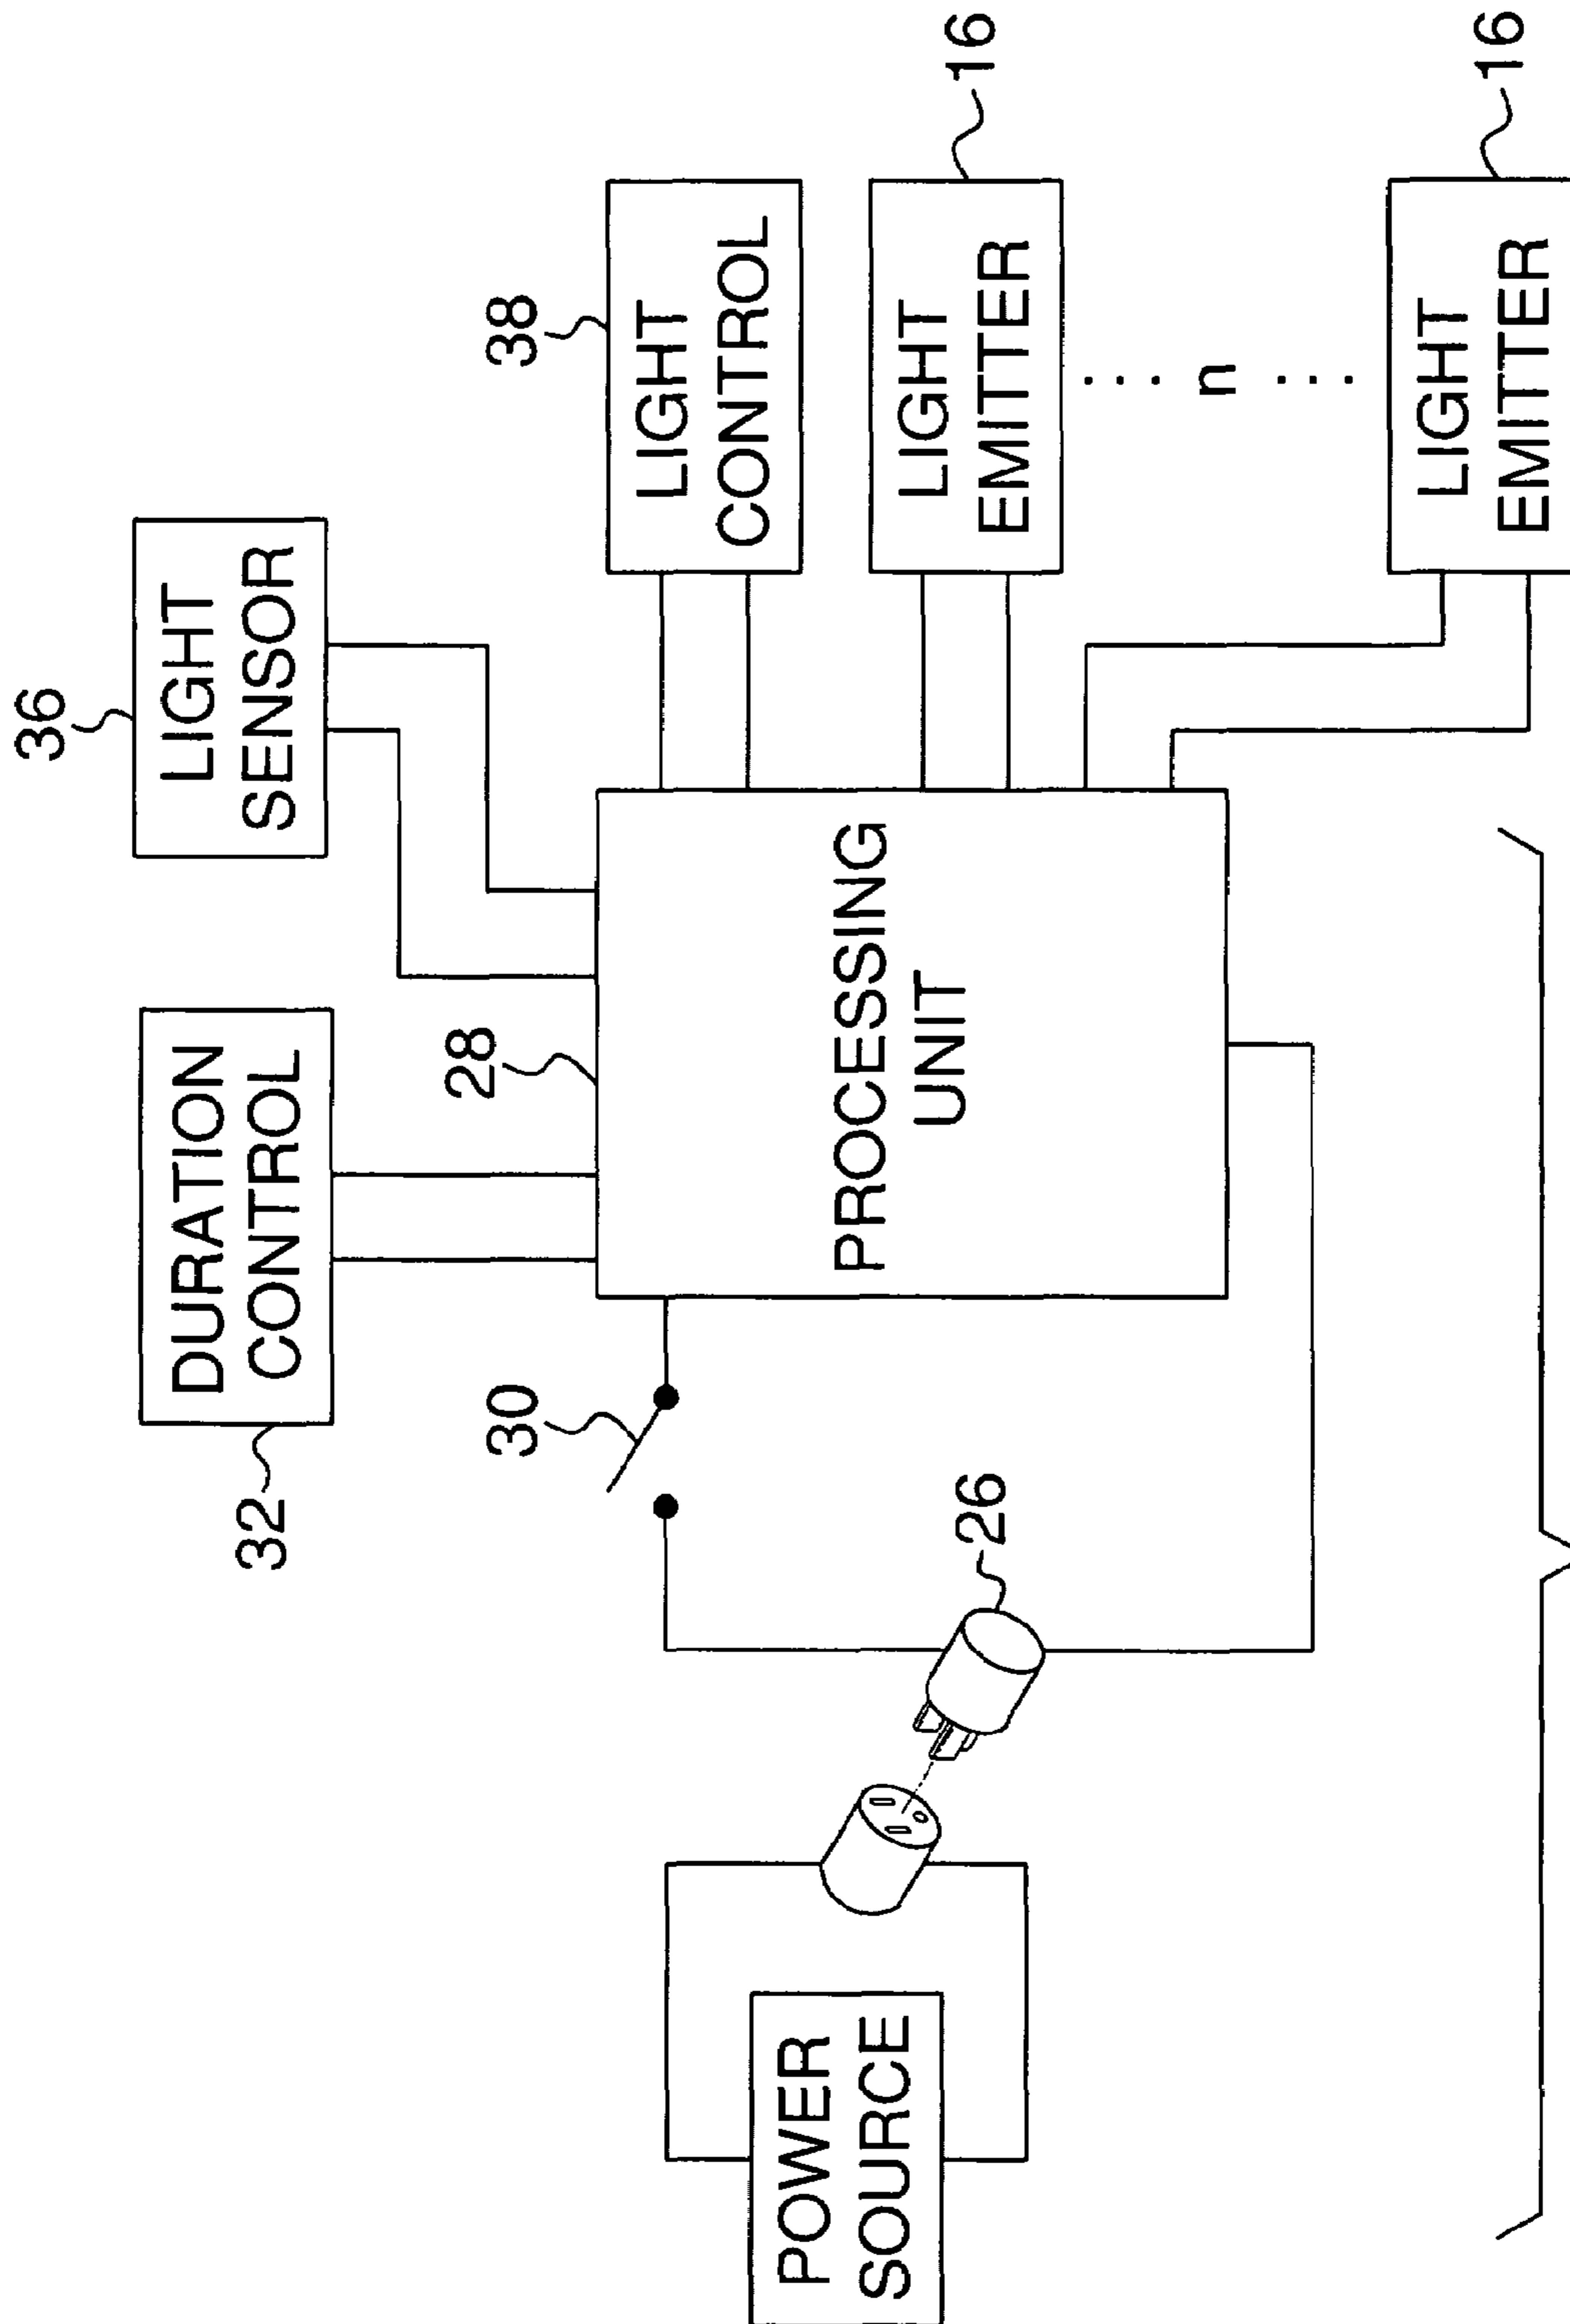 36
LIGHT
SENSOR
DURATION
CONTROL
32
28
38
LIGHT
CONTROL
30
PROCESSING
UNIT
LIGHT
EMITTER
16
26
POWER
SOURCE
... n ...
LIGHT
EMITTER
16